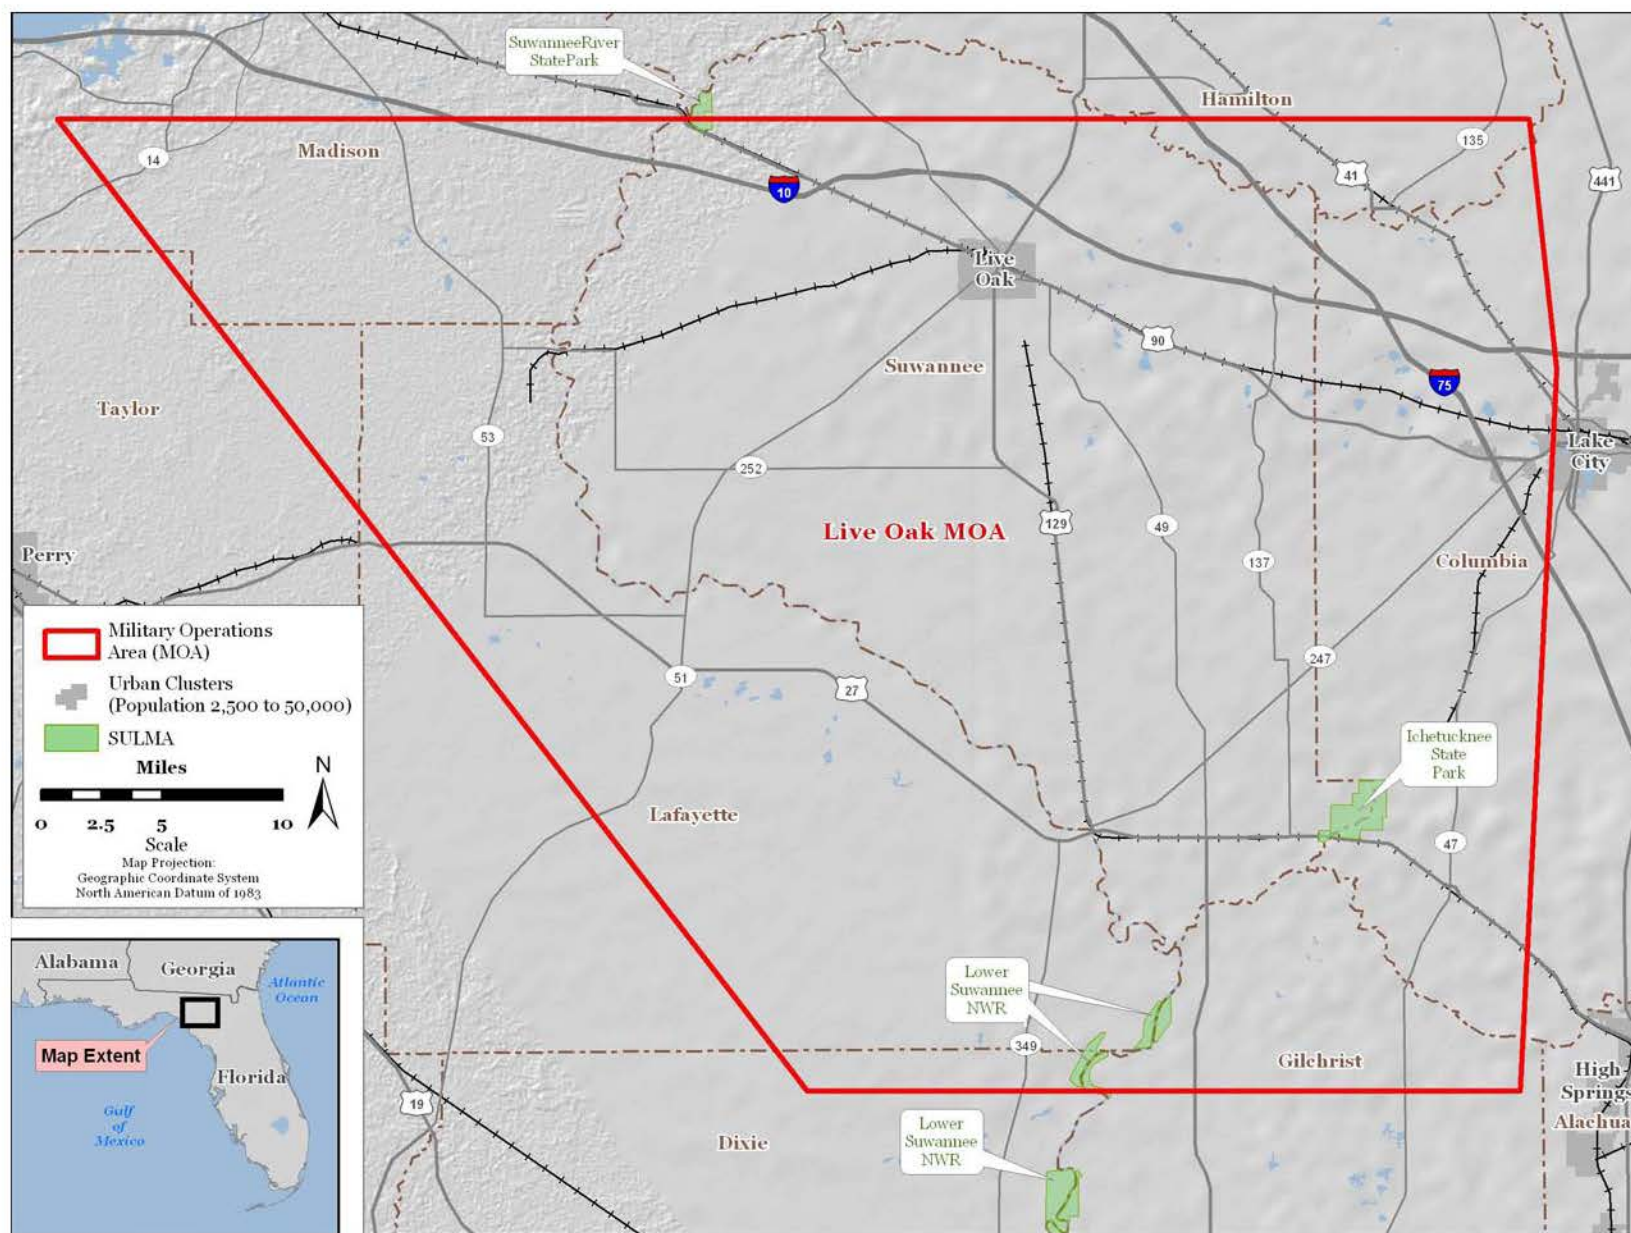 Suwannee River
State Park
Hamilton
Madison
135
14
41
441
10
Live
Oak
90
Suwannee
75
Taylor
53
Lake
City
252
Live Oak MOA
129
49
Perry
137
Columbia
247
51
27
Ichetucknee
State
Park
Lafayette
47
Military Operations
Area (MOA)
Urban Clusters
(Population 2,500 to 50,000)
SULMA
Miles
N
0 2.5 5 10
Scale
Map Projection:
Geographic Coordinate System
North American Datum of 1983
Lower
Suwannee
NWR
349
Gilchrist
High
Springs
Alachua
19
Dixie
Lower
Suwannee
NWR
Alabama
Georgia
Atlantic
Ocean
Map Extent
Florida
Gulf
of
Mexico